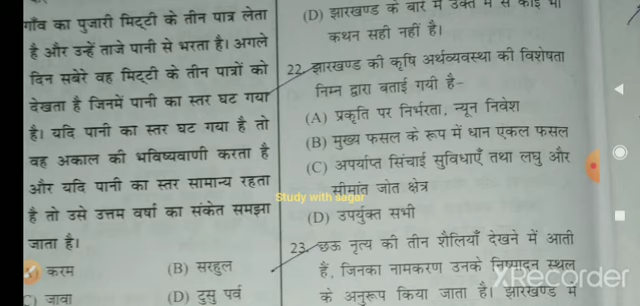 गाँव का पुजारी मिट्टी के तीन पात्र लेता
है और उन्हें ताजे पानी से भरता है। अगले
दिन सबेरे वह मिट्टी के तीन पात्रों को
देखता है जिनमें पानी का स्तर घट गया
है। यदि पानी का स्तर घट गया है तो
वह अकाल की भविष्यवाणी करता है
और यदि पानी का स्तर सामान्य रहता
है तो उसे उत्तम वर्षा का संकेत समझा
जाता है।
करम
(B) सरहुल
C) जावा
(D) टुसु पर्व
(D) झारखण्ड के बारे में उक्त में से कोई भी
कथन सही नहीं है।
22. झारखण्ड की कृषि अर्थव्यवस्था की विशेषता
निम्न द्वारा बताई गयी है-
(A) प्रकृति पर निर्भरता, न्यून निवेश
(B) मुख्य फसल के रूप में धान एकल फसल
(C) अपर्याप्त सिंचाई सुविधाएँ तथा लघु और
सीमांत जोत क्षेत्र
(D) उपर्युक्त सभी
23. छऊ नृत्य की तीन शैलियाँ देखने में आती
हैं, जिनका नामकरण उनके निष्पादन स्थल
के अनुरूप किया जाता है। झारखण्ड में
Study with sagar
XRecorder